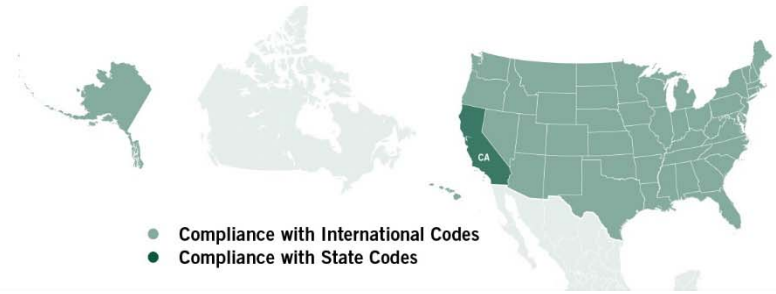 CA
Compliance with International Codes
Compliance with State Codes